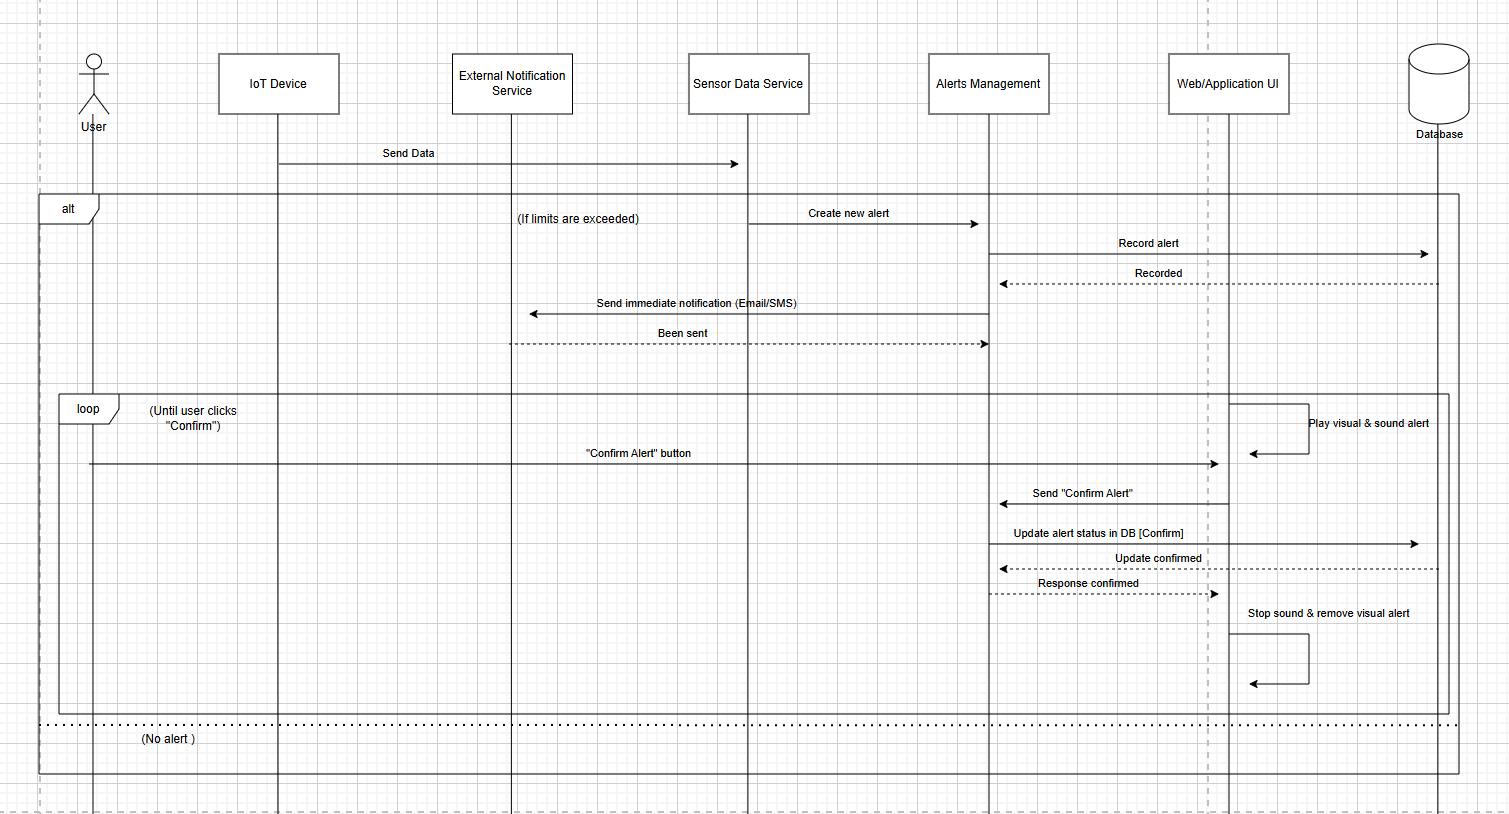 User
IoT Device
External Notification
Service
Sensor Data Service
Alerts Management
Web/Application UI
Database
Send Data
alt
(If limits are exceeded)
Create new alert
Record alert
Recorded
Send immediate notification (Email/SMS)
Been sent
loop
(Until user clicks
"Confirm")
Play visual & sound alert
"Confirm Alert" button
Send "Confirm Alert"
Update alert status in DB [Confirm]
Update confirmed
Response confirmed
Stop sound & remove visual alert
(No alert )